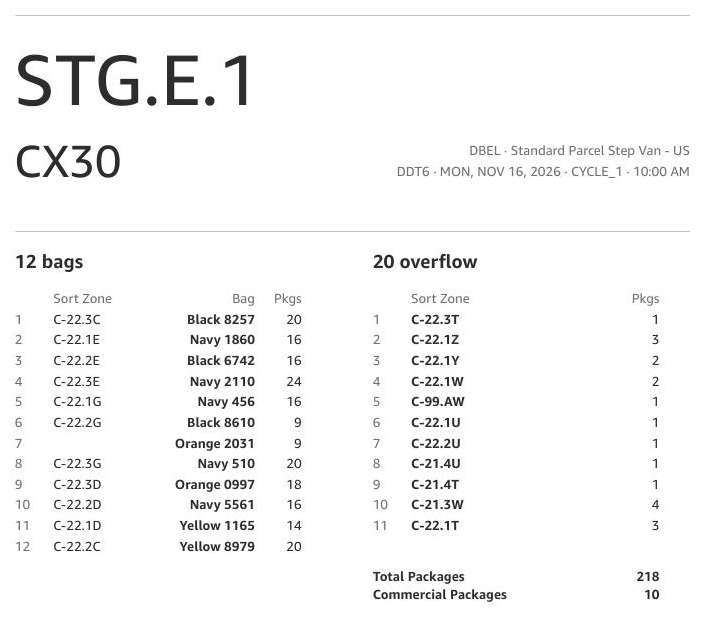 STG.E.1
CX30
DBEL · Standard Parcel Step Van - US
DDT6 · MON, NOV 16, 2026 · CYCLE_1 · 10:00 AM
12 bags
Sort Zone Bag Pkgs
1 C-22.3C Black 8257 20
2 C-22.1E Navy 1860 16
3 C-22.2E Black 6742 16
4 C-22.3E Navy 2110 24
5 C-22.1G Navy 456 16
6 C-22.2G Black 8610 9
7 Orange 2031 9
8 C-22.3G Navy 510 20
9 C-22.3D Orange 0997 18
10 C-22.2D Navy 5561 16
11 C-22.1D Yellow 1165 14
12 C-22.2C Yellow 8979 20
20 overflow
Sort Zone Pkgs
1 C-22.3T 1
2 C-22.1Z 3
3 C-22.1Y 2
4 C-22.1W 2
5 C-99.AW 1
6 C-22.1U 1
7 C-22.2U 1
8 C-21.4U 1
9 C-21.4T 1
10 C-21.3W 4
11 C-22.1T 3
Total Packages 218
Commercial Packages 10